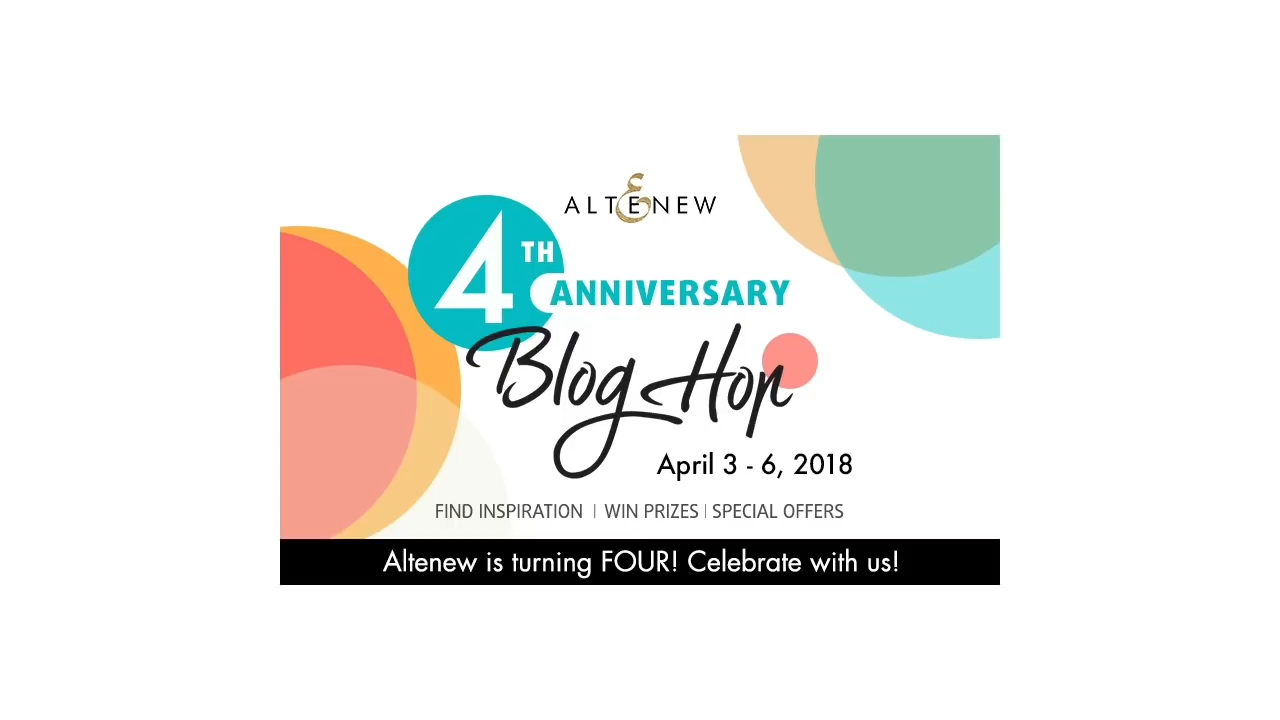 ALTENEW
4TH
ANNIVERSARY
Blog Hop
April 3 - 6, 2018
FIND INSPIRATION | WIN PRIZES | SPECIAL OFFERS
Altenew is turning FOUR! Celebrate with us!